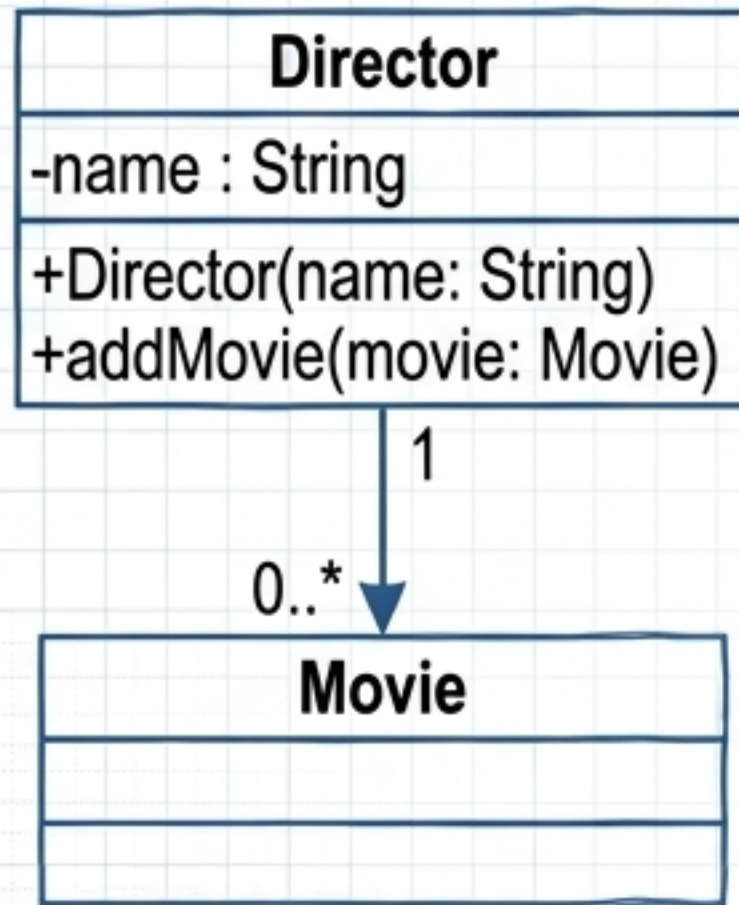 Director
-name : String
+Director(name: String)
+addMovie(movie: Movie)
1
0..*
Movie